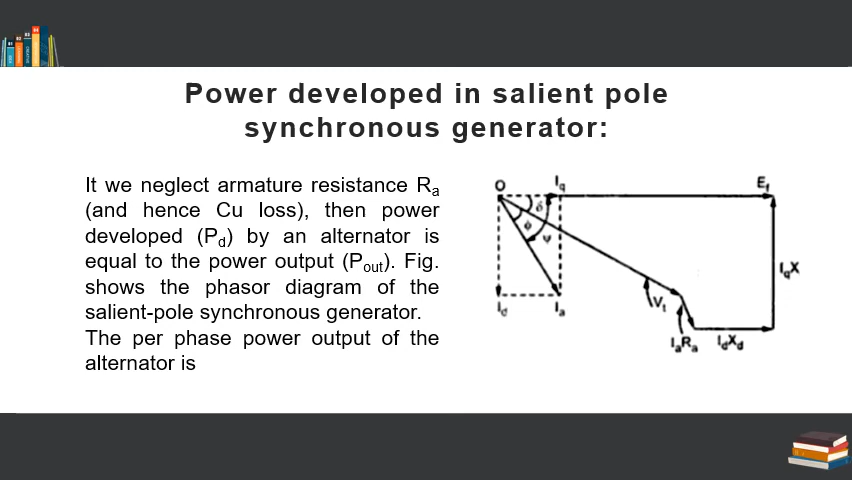 Power developed in salient pole
synchronous generator:
It we neglect armature resistance Ra
(and hence Cu loss), then power
developed (Pd) by an alternator is
equal to the power output (Pout). Fig.
shows the phasor diagram of the
salient-pole synchronous generator.
The per phase power output of the
alternator is
O Iq Ef
δ
ϕ
ψ
IqX
Id Ia Vt
IaRa IdXd